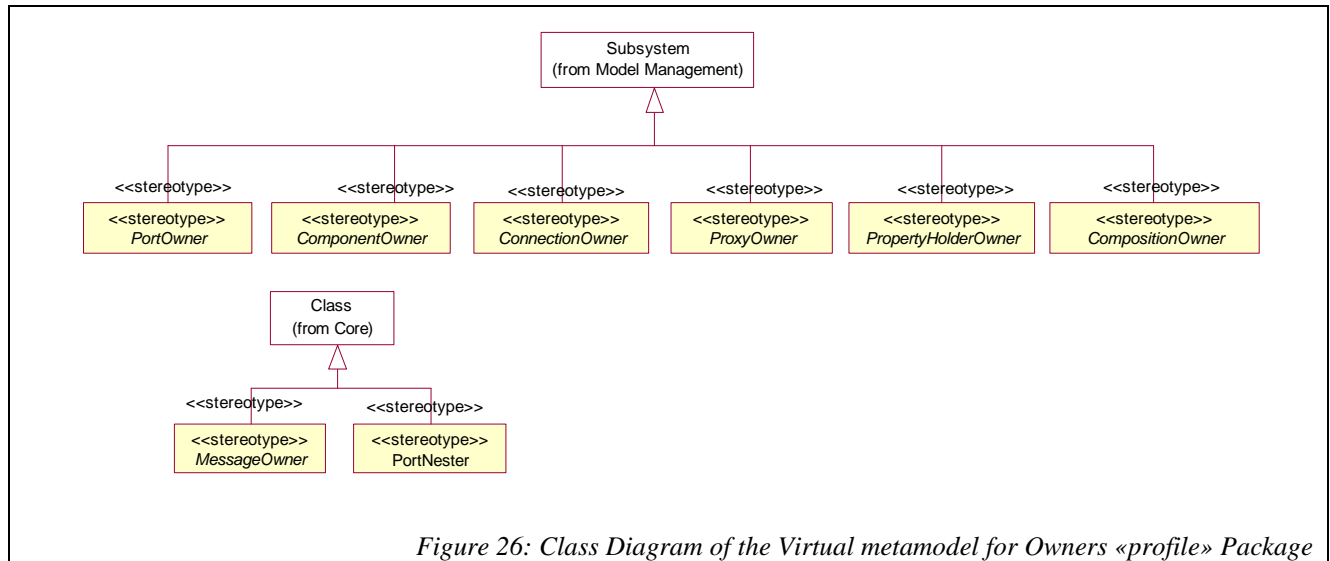 Subsystem
(from Model Management)
<<stereotype>> <<stereotype>> <<stereotype>> <<stereotype>> <<stereotype>> <<stereotype>>
<<stereotype>> <<stereotype>> <<stereotype>> <<stereotype>> <<stereotype>> <<stereotype>>
PortOwner ComponentOwner ConnectionOwner ProxyOwner PropertyHolderOwner CompositionOwner
Class
(from Core)
<<stereotype>> <<stereotype>>
<<stereotype>> <<stereotype>>
MessageOwner PortNester
Figure 26: Class Diagram of the Virtual metamodel for Owners «profile» Package